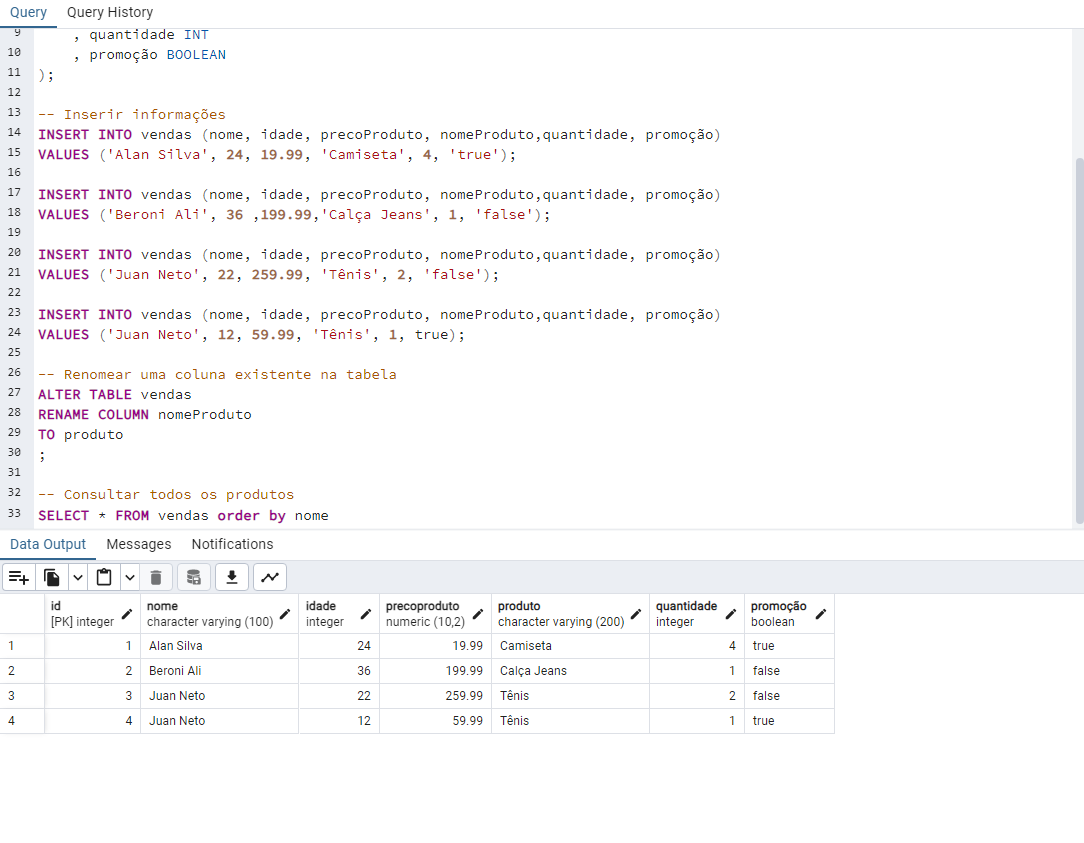 Query Query History
9 , quantidade INT
10 , promoção BOOLEAN
11 );
12
13 -- Inserir informações
14 INSERT INTO vendas (nome, idade, precoProduto, nomeProduto,quantidade, promoção)
15 VALUES ('Alan Silva', 24, 19.99, 'Camiseta', 4, 'true');
16
17 INSERT INTO vendas (nome, idade, precoProduto, nomeProduto,quantidade, promoção)
18 VALUES ('Beroni Ali', 36 ,199.99,'Calça Jeans', 1, 'false');
19
20 INSERT INTO vendas (nome, idade, precoProduto, nomeProduto,quantidade, promoção)
21 VALUES ('Juan Neto', 22, 259.99, 'Tênis', 2, 'false');
22
23 INSERT INTO vendas (nome, idade, precoProduto, nomeProduto,quantidade, promoção)
24 VALUES ('Juan Neto', 12, 59.99, 'Tênis', 1, true);
25
26 -- Renomear uma coluna existente na tabela
27 ALTER TABLE vendas
28 RENAME COLUMN nomeProduto
29 TO produto
30 ;
31
32 -- Consultar todos os produtos
33 SELECT * FROM vendas order by nome
Data Output Messages Notifications
id nome idade precoproduto produto quantidade promoção
[PK] integer character varying (100) integer numeric (10,2) character varying (200) integer boolean
1 1 Alan Silva 24 19.99 Camiseta 4 true
2 2 Beroni Ali 36 199.99 Calça Jeans 1 false
3 3 Juan Neto 22 259.99 Tênis 2 false
4 4 Juan Neto 12 59.99 Tênis 1 true